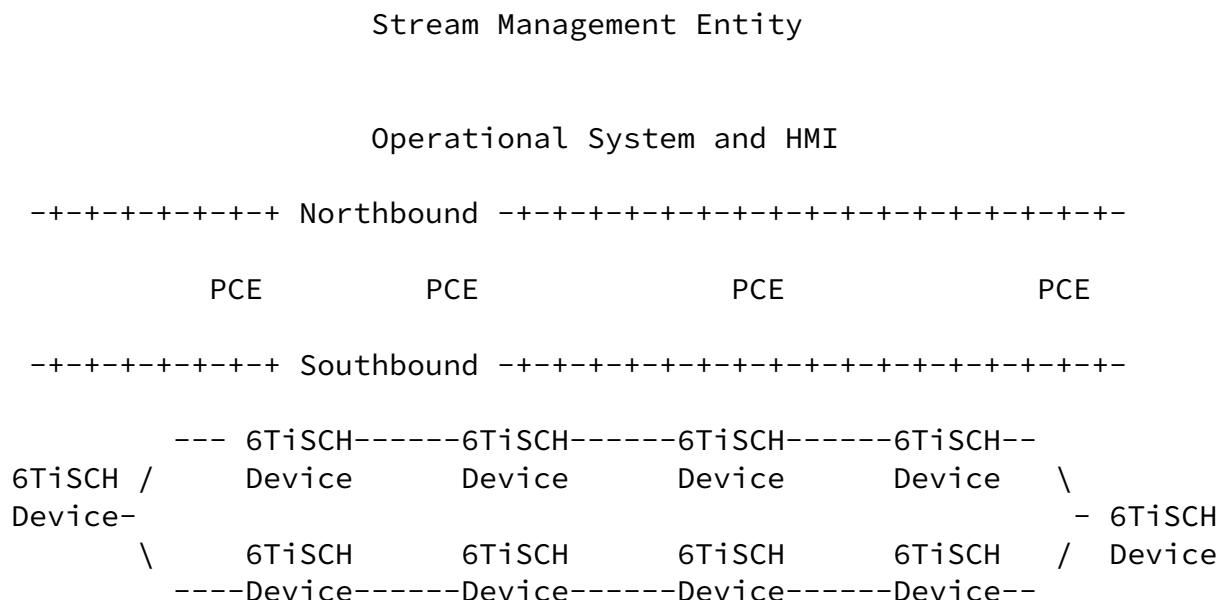 Stream Management Entity
Operational System and HMI
-+-+-+-+-+-+-+ Northbound -+-+-+-+-+-+-+-+-+-+-+-+-+-+-+-+-+-
PCE PCE PCE PCE
-+-+-+-+-+-+-+ Southbound -+-+-+-+-+-+-+-+-+-+-+-+-+-+-+-+-+-
--- 6TiSCH------6TiSCH------6TiSCH------6TiSCH--
6TiSCH / Device Device Device Device \
Device- - 6TiSCH
\ 6TiSCH 6TiSCH 6TiSCH 6TiSCH / Device
----Device------Device------Device------Device--